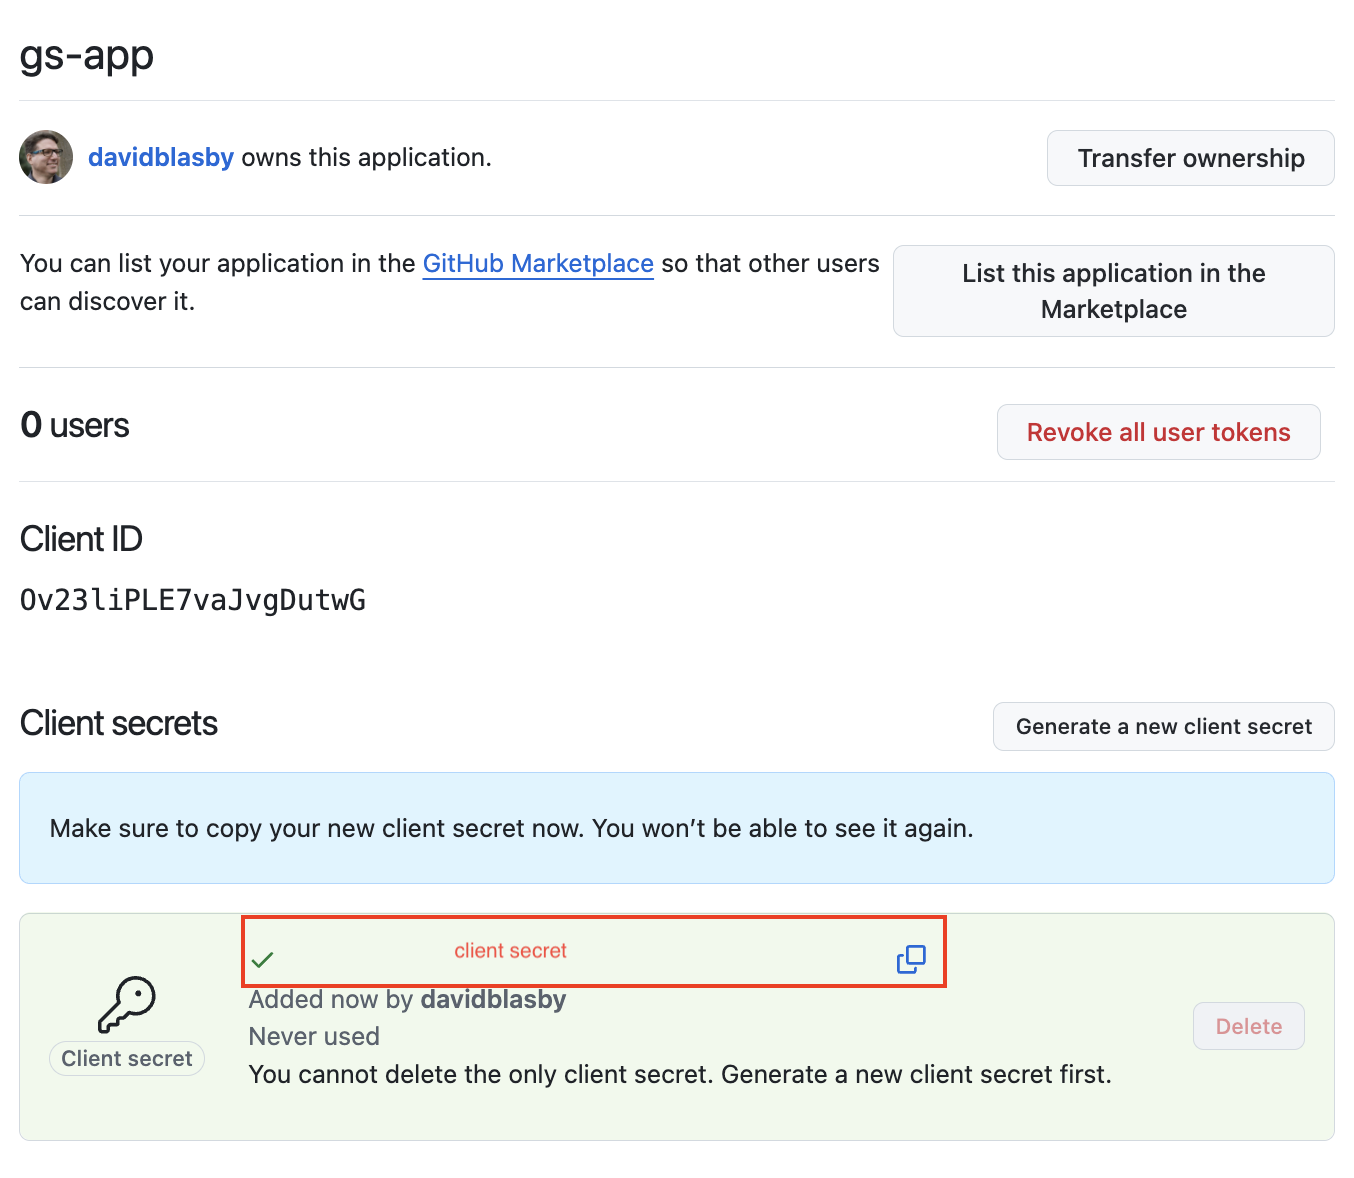 gs-app
davidblasby owns this application.
Transfer ownership
You can list your application in the GitHub Marketplace so that other users
can discover it.
List this application in the
Marketplace
0 users
Revoke all user tokens
Client ID
Ov23liPLE7vaJvgDutwG
Client secrets
Generate a new client secret
Make sure to copy your new client secret now. You won’t be able to see it again.
client secret
Added now by davidblasby
Never used
Client secret
You cannot delete the only client secret. Generate a new client secret first.
Delete